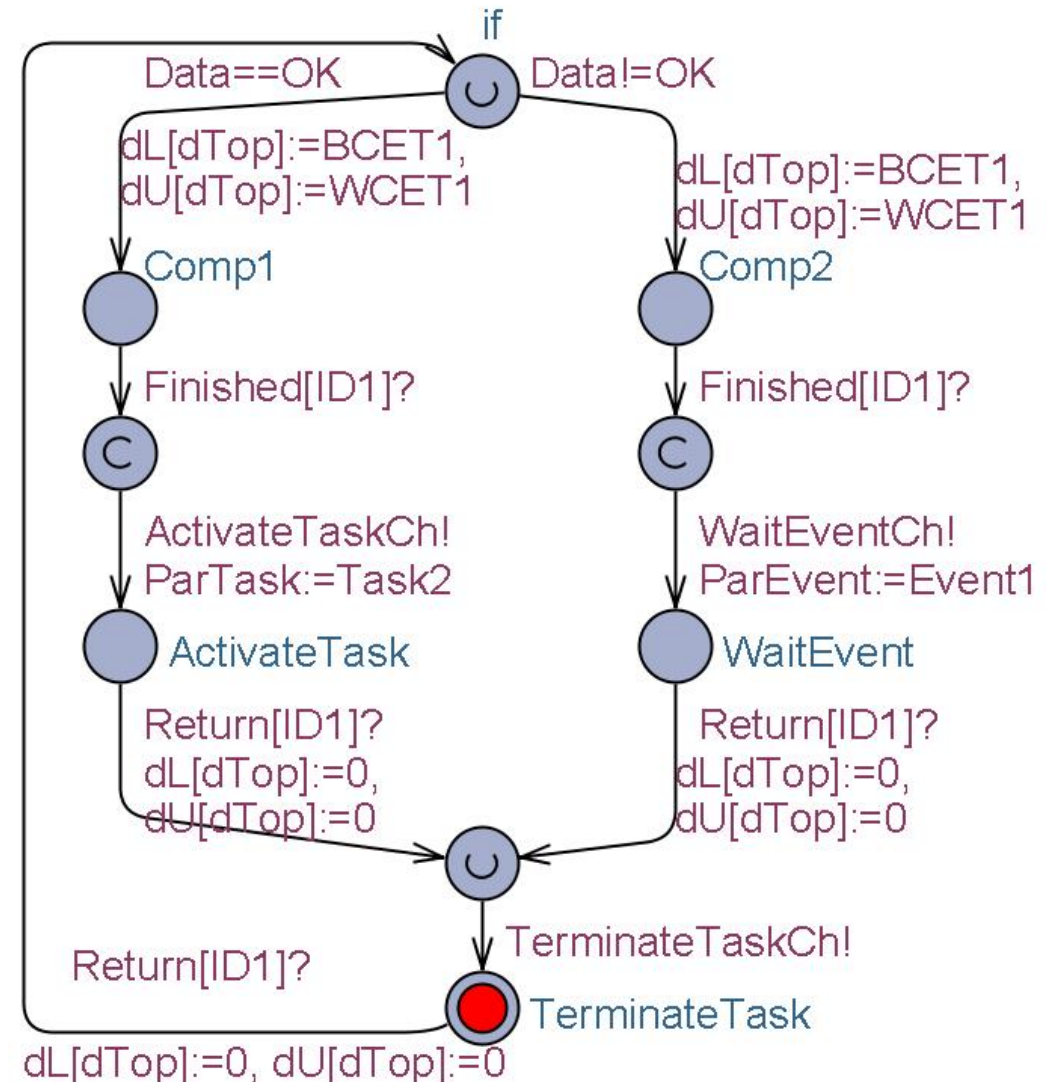 if
Data==OK
Data!=OK
dL[dTop]:=BCET1,
dU[dTop]:=WCET1
dL[dTop]:=BCET1,
dU[dTop]:=WCET1
Comp1
Comp2
Finished[ID1]?
Finished[ID1]?
C
C
ActivateTaskCh!
ParTask:=Task2
WaitEventCh!
ParEvent:=Event1
ActivateTask
WaitEvent
Return[ID1]?
dL[dTop]:=0,
dU[dTop]:=0
Return[ID1]?
dL[dTop]:=0,
dU[dTop]:=0
TerminateTaskCh!
Return[ID1]?
TerminateTask
dL[dTop]:=0, dU[dTop]:=0